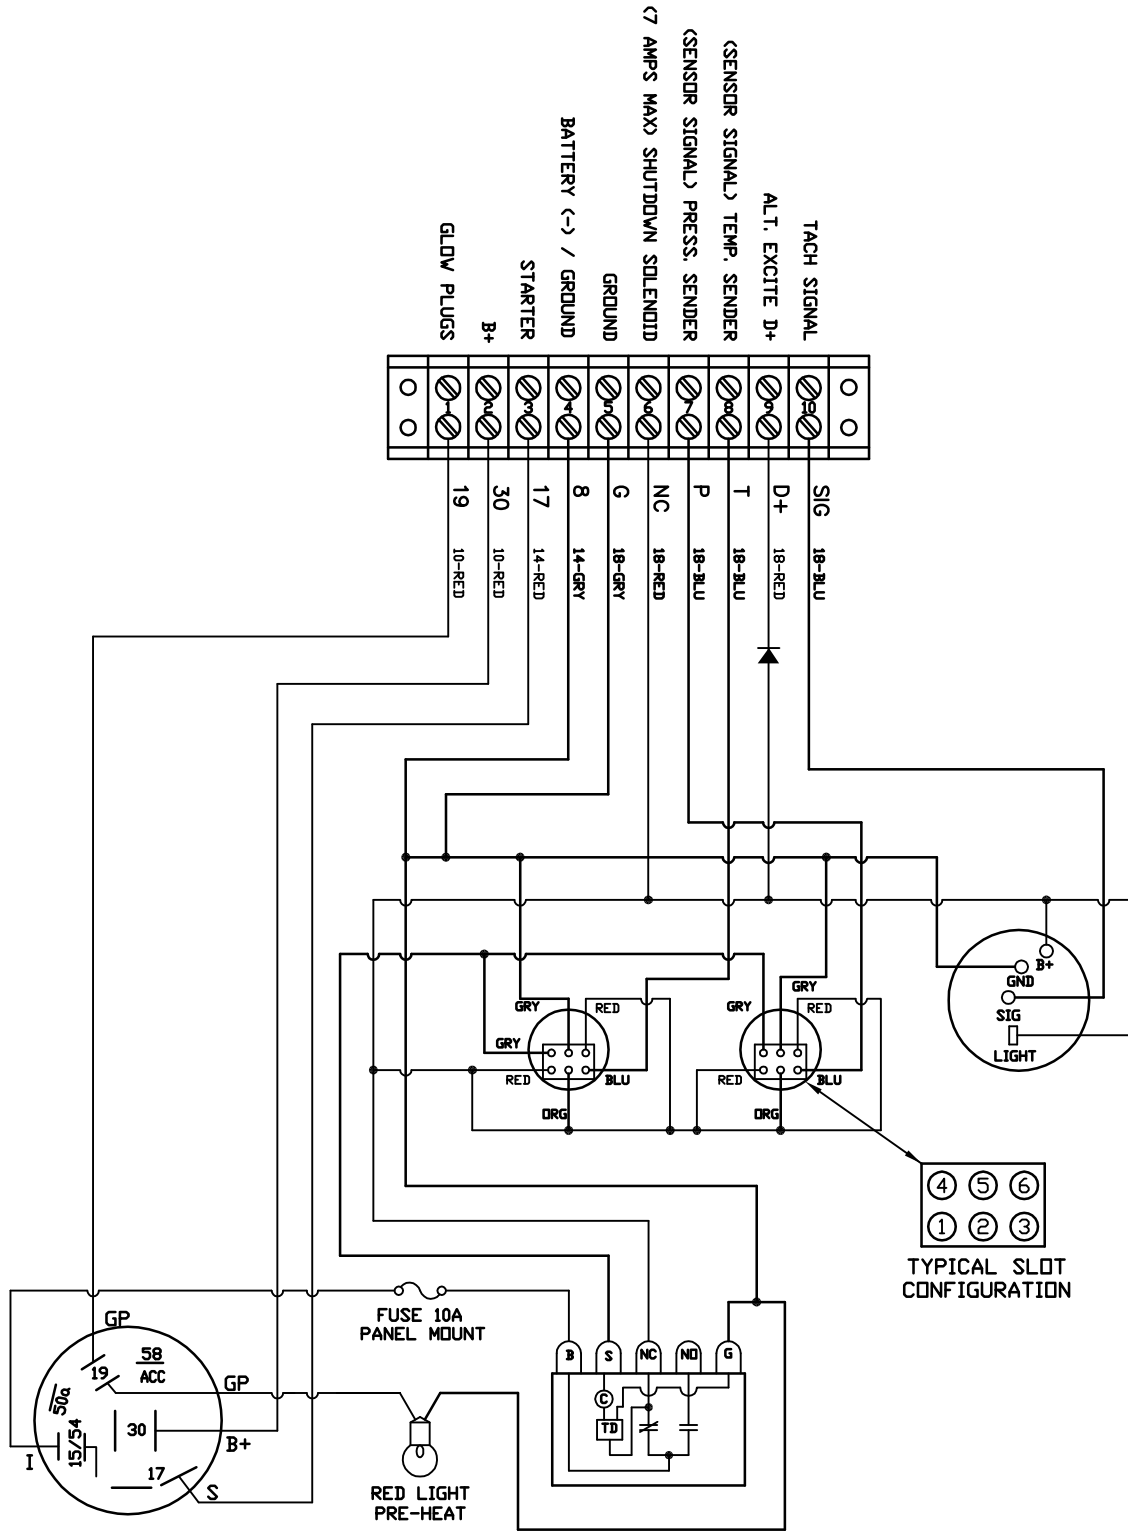 GLOW PLUGS
B+
STARTER
BATTERY (-) / GROUND
GROUND
(7 AMPS MAX) SHUTDOWN SOLENOID
(SENSOR SIGNAL) PRESS. SENDER
(SENSOR SIGNAL) TEMP. SENDER
ALT. EXCITE D+
TACH SIGNAL
1 2 3 4 5 6 7 8 9 10
19 10-RED
30 10-RED
17 14-RED
8 14-GRY
G 18-GRY
NC 18-RED
P 18-BLU
T 18-BLU
D+ 18-RED
SIG 18-BLU
B+
GND
SIG
LIGHT
GRY
RED
GRY
RED
BLU
ORG
GRY
GRY
RED
RED
BLU
ORG
4 5 6
1 2 3
TYPICAL SLOT
CONFIGURATION
FUSE 10A
PANEL MOUNT
GP
58
ACC
19
GP
50a
15/54
30
B+
I
17
S
RED LIGHT
PRE-HEAT
B S NC NO G
C
TD